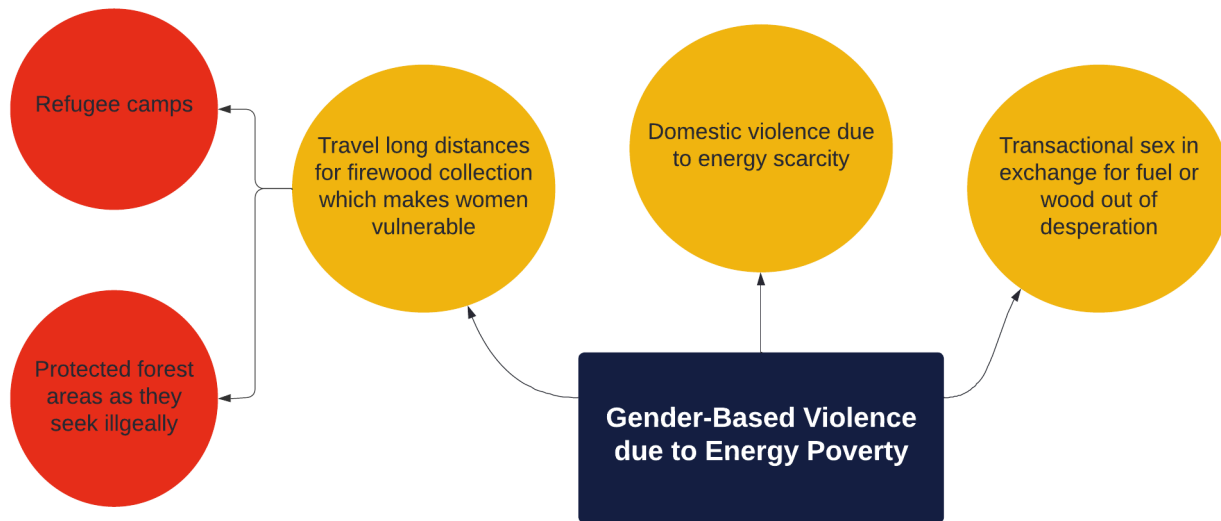 Refugee camps
Travel long distances
for firewood collection
which makes women
vulnerable
Domestic violence due
to energy scarcity
Transactional sex in
exchange for fuel or
wood out of
desperation
Protected forest
areas as they
seek illgeally
Gender-Based Violence
due to Energy Poverty